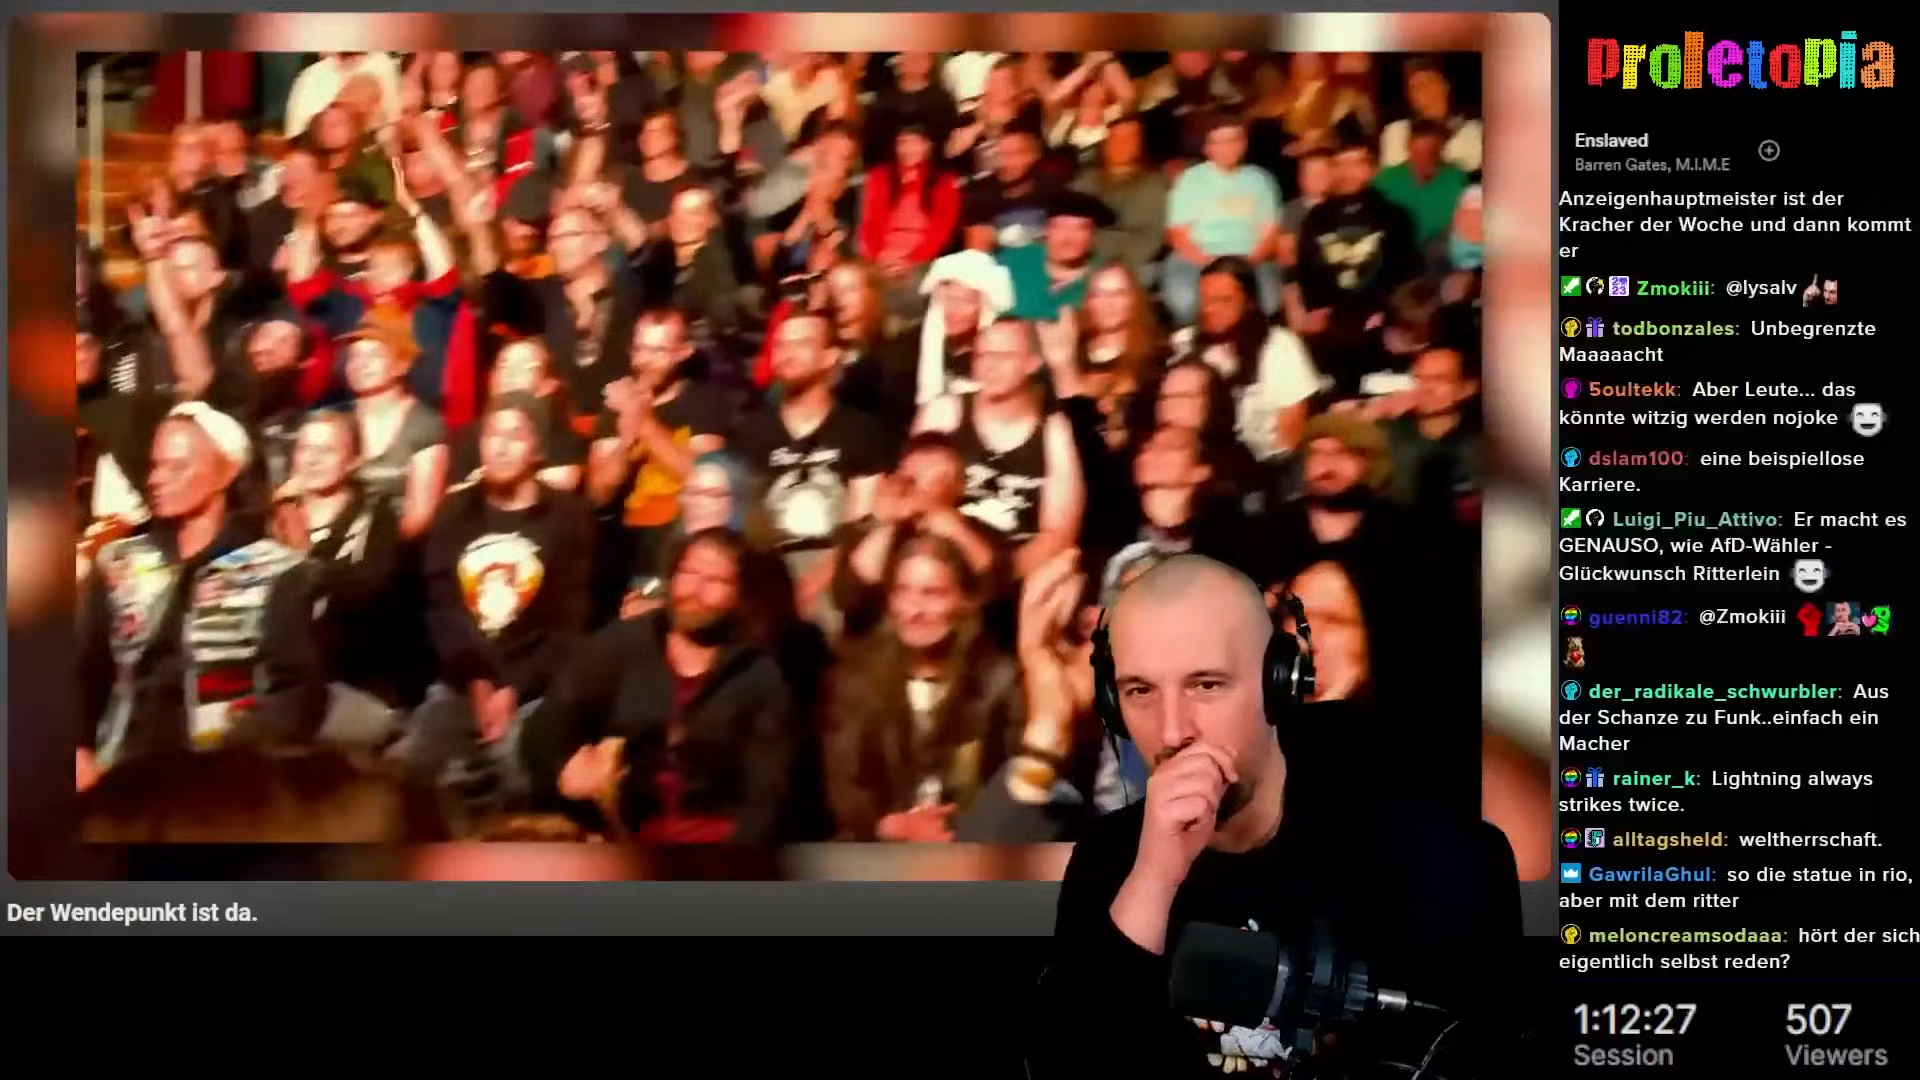 Proletopia
Enslaved
Barren Gates, M.I.M.E
Anzeigenhauptmeister ist der
Kracher der Woche und dann kommt
er
Zmokiii: @lysalv
todbonzales: Unbegrenzte
Maaaaacht
5oultekk: Aber Leute... das
könnte witzig werden nojoke
dslam100: eine beispiellose
Karriere.
Luigi_Piu_Attivo: Er macht es
GENAUSO, wie AfD-Wähler -
Glückwunsch Ritterlein
guenni82: @Zmokiii
der_radikale_schwurbler: Aus
der Schanze zu Funk..einfach ein
Macher
rainer_k: Lightning always
strikes twice.
alltagsheld: weltherrschaft.
GawrilaGhul: so die statue in rio,
aber mit dem ritter
meloncreamsodaaa: hört der sich
eigentlich selbst reden?
Der Wendepunkt ist da.
1:12:27 507
Session Viewers